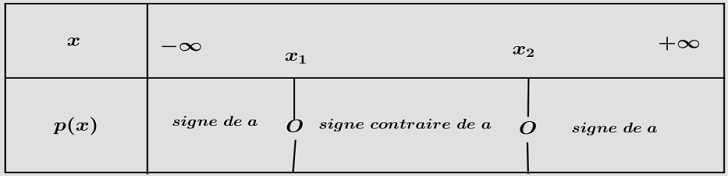 x −∞ x₁ x₂ +∞
p(x) signe de a O signe contraire de a O signe de a